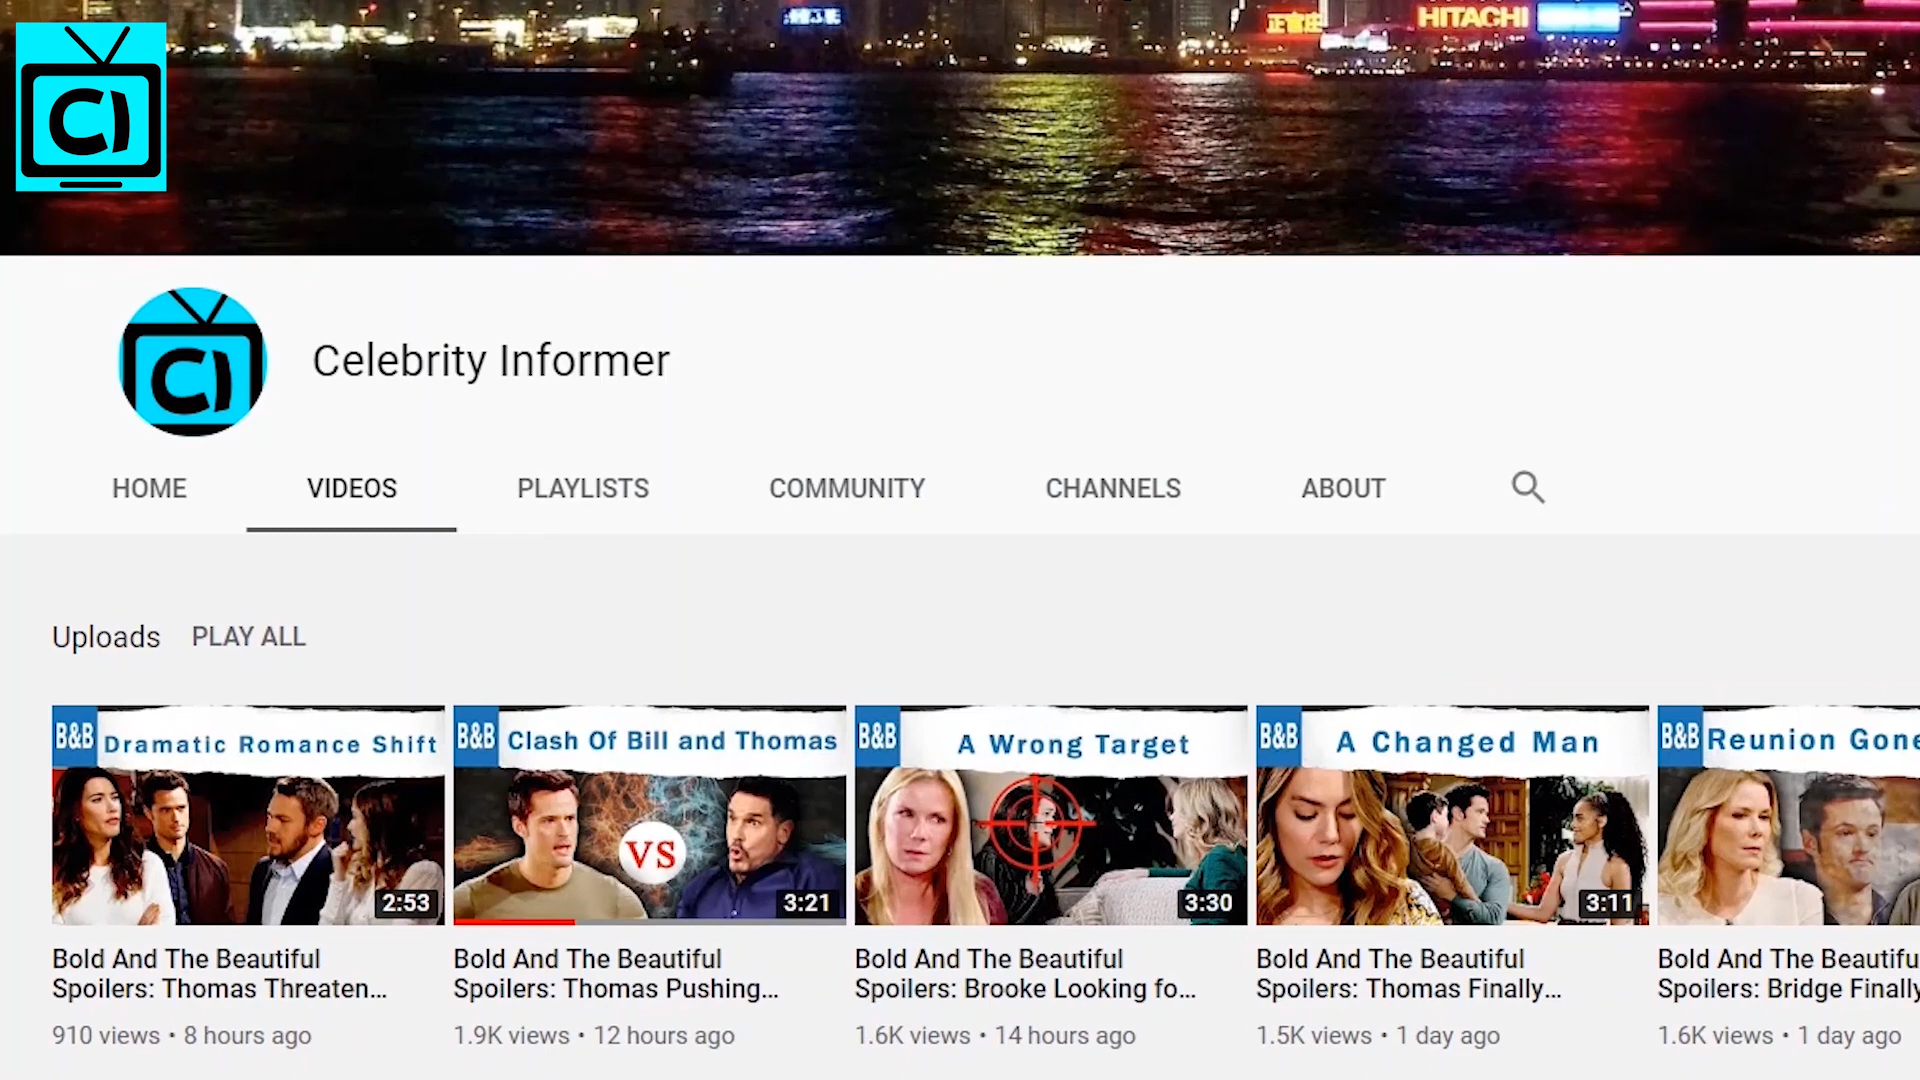 正官庄
HITACHI
CI
CI
Celebrity Informer
HOME VIDEOS PLAYLISTS COMMUNITY CHANNELS ABOUT
Uploads PLAY ALL
B&B Dramatic Romance Shift
2:53
B&B Clash Of Bill and Thomas
VS
3:21
B&B A Wrong Target
3:30
B&B A Changed Man
3:11
B&B Reunion Gone
Bold And The Beautiful
Spoilers: Thomas Threaten...
910 views • 8 hours ago
Bold And The Beautiful
Spoilers: Thomas Pushing...
1.9K views • 12 hours ago
Bold And The Beautiful
Spoilers: Brooke Looking fo...
1.6K views • 14 hours ago
Bold And The Beautiful
Spoilers: Thomas Finally...
1.5K views • 1 day ago
Bold And The Beautifu
Spoilers: Bridge Finally
1.6K views • 1 day ago